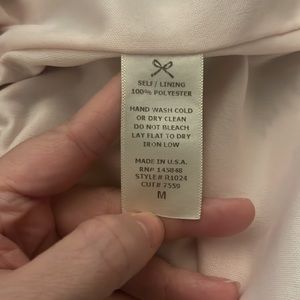 SELF / LINING
100% POLYESTER
HAND WASH COLD
OR DRY CLEAN
DO NOT BLEACH
LAY FLAT TO DRY
IRON LOW
MADE IN U.S.A.
RN# 145848
STYLE# R1024
CUT# 7559
M